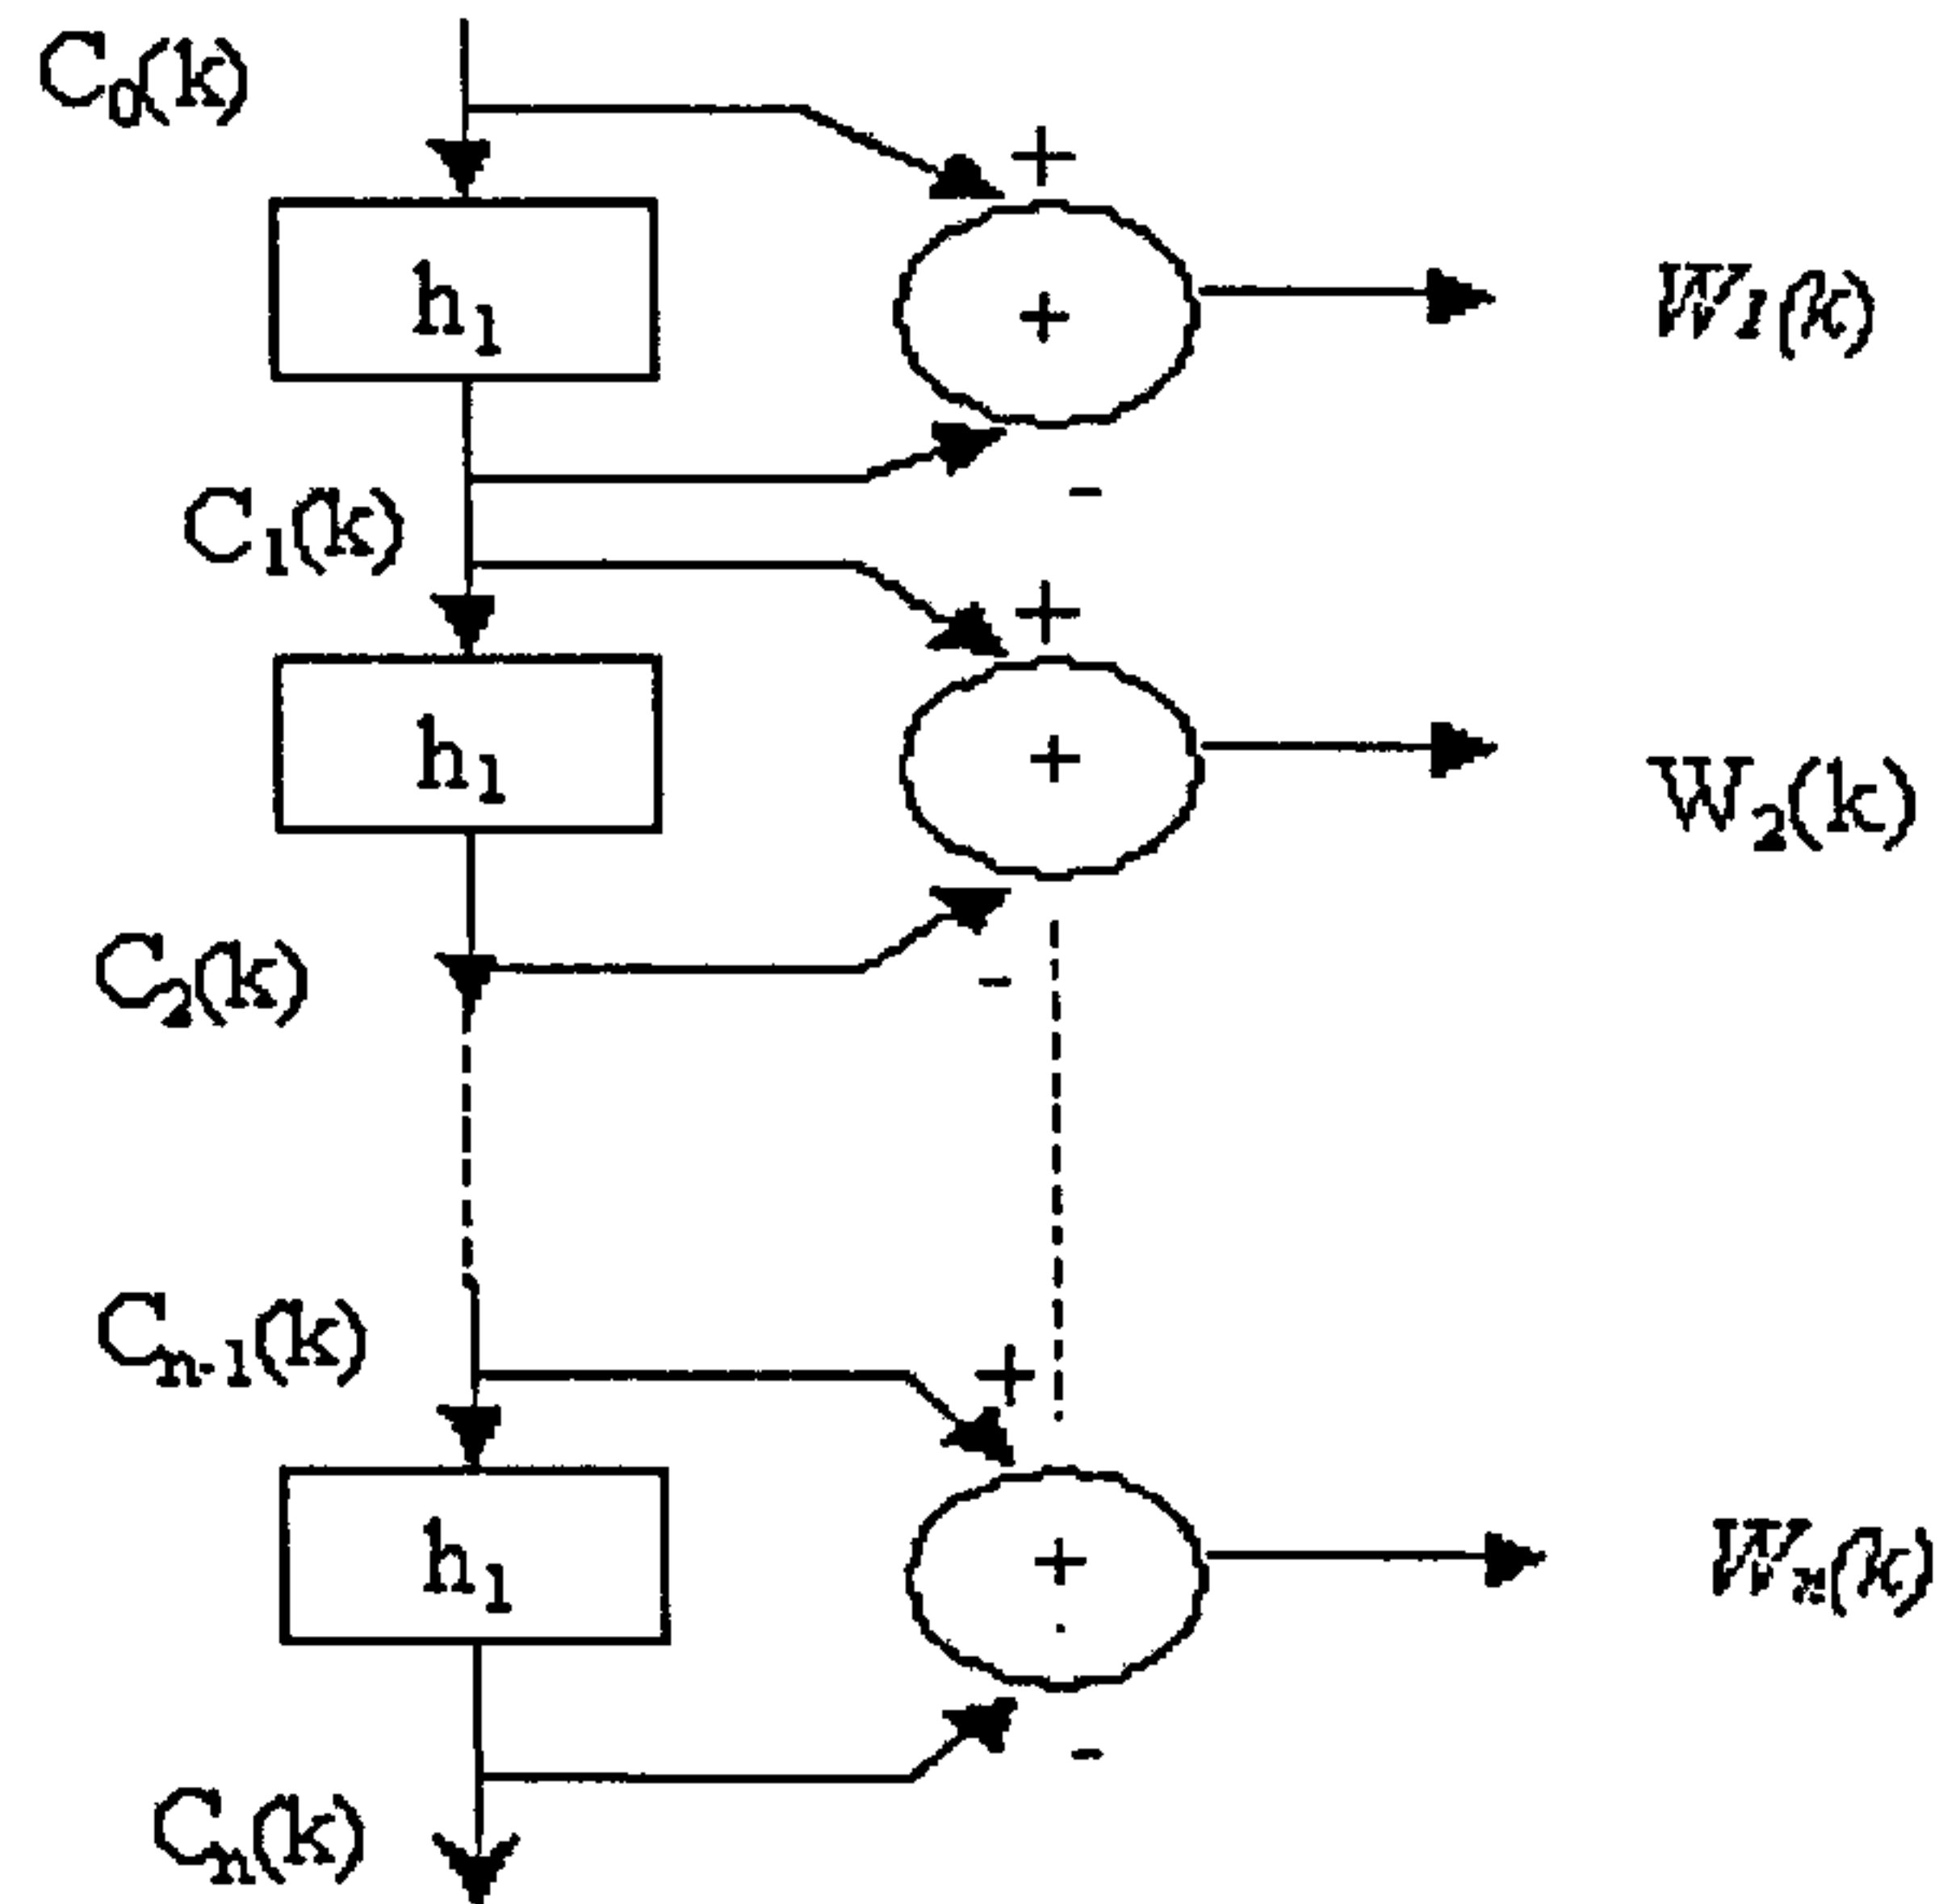 C₀(k)
+
h₁
+
W₁(k)
-
C₁(k)
+
h₁
+
W₂(k)
C₂(k)
-
Cₙ₋₁(k)
+
h₁
+
Wₙ(k)
-
Cₙ(k)